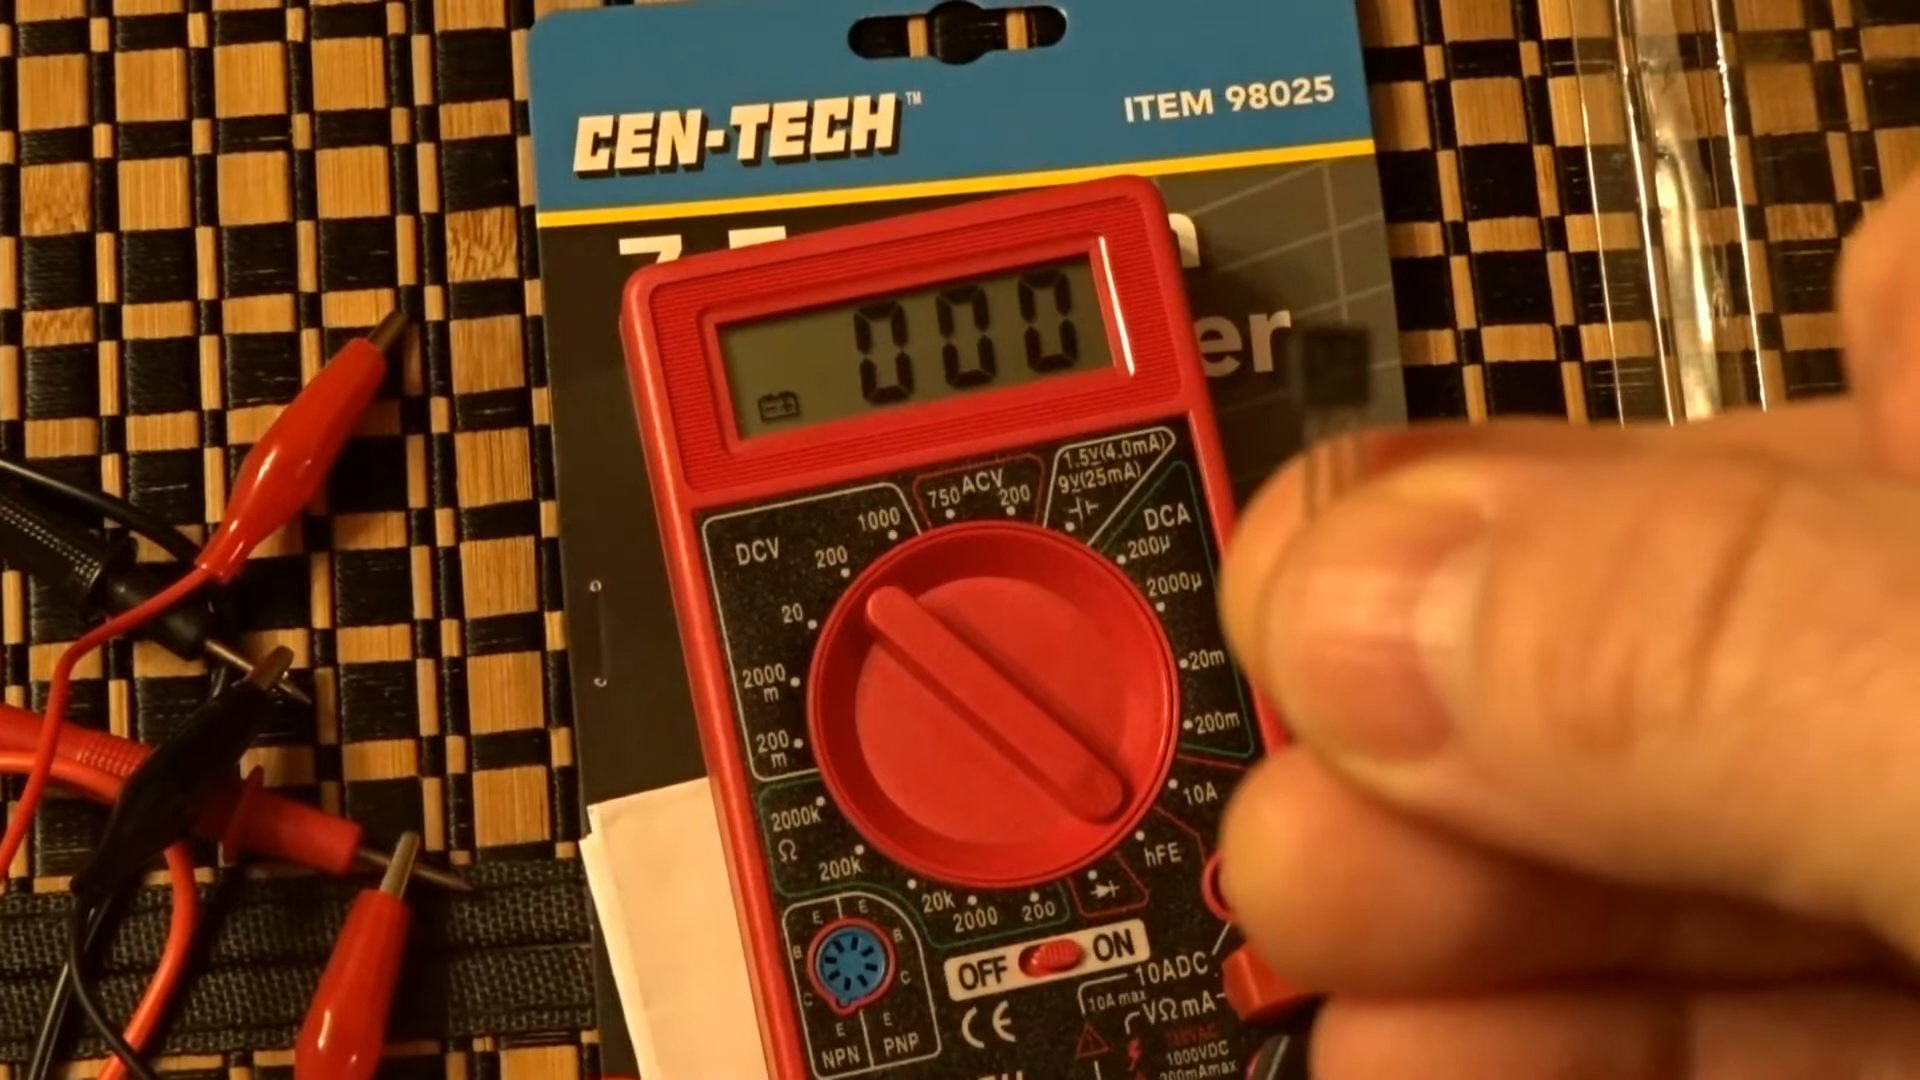 CEN-TECH™
ITEM 98025
er
000
1.5V(4.0mA)
9V(25mA)
ACV
750
200
DCV
1000
200
20
2000
m
200
m
DCA
200µ
2000µ
20m
200m
10A
hFE
2000k
Ω
200k
20k
2000
200
OFF
ON
E
E
B
B
C
C
E
E
NPN
PNP
CE
10ADC
10A max
VΩmA
1000VDC
200mAmax